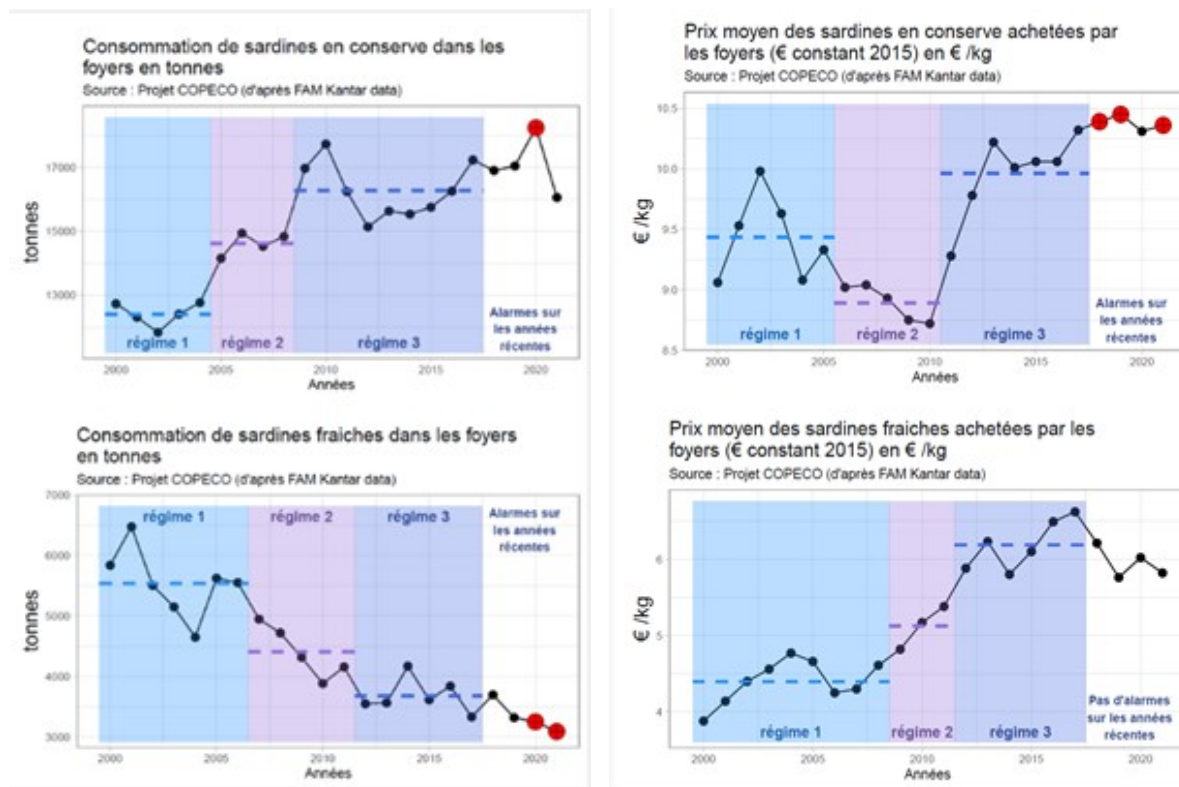 Consommation de sardines en conserve dans les
foyers en tonnes
Source : Projet COPECO (d'après FAM Kantar data)
17000
15000
13000
tonnes
régime 1
régime 2
régime 3
Alarmes sur
les années
récentes
2000
2005
2010
2015
2020
Années
Prix moyen des sardines en conserve achetées par
les foyers (€ constant 2015) en € /kg
Source : Projet COPECO (d'après FAM Kantar data)
10.5
10.0
9.5
9.0
8.5
€ /kg
régime 1
régime 2
régime 3
Alarmes sur
les années
récentes
2000
2005
2010
2015
2020
Années
Consommation de sardines fraiches dans les foyers
en tonnes
Source : Projet COPECO (d'après FAM Kantar data)
7000
6000
5000
4000
3000
tonnes
régime 1
régime 2
régime 3
Alarmes sur
les années
récentes
2000
2005
2010
2015
2020
Années
Prix moyen des sardines fraiches achetées par les
foyers (€ constant 2015) en € /kg
Source : Projet COPECO (d'après FAM Kantar data)
6
5
4
€ /kg
régime 1
régime 2
régime 3
Pas d'alarmes
sur les années
récentes
2000
2005
2010
2015
2020
Années